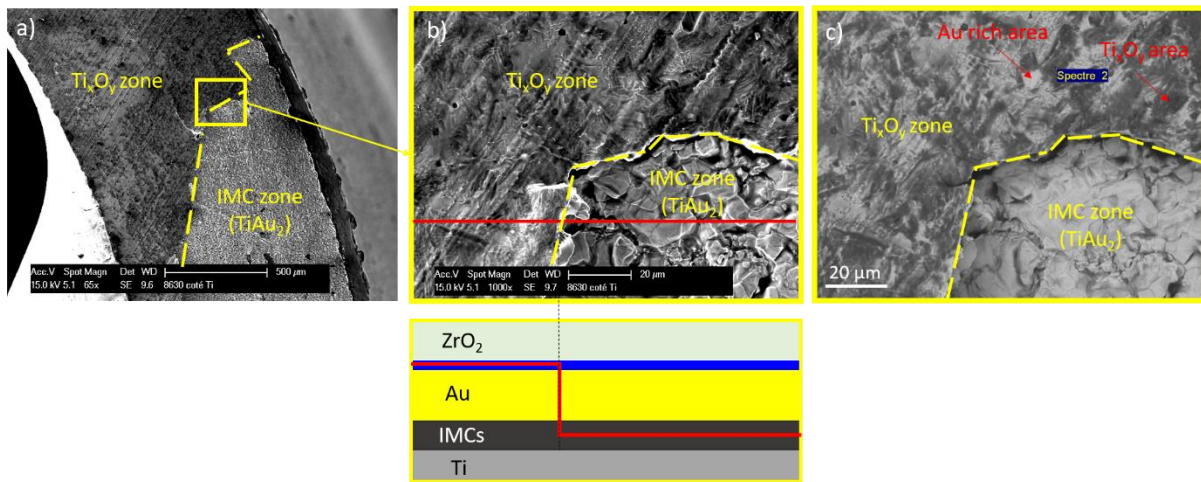 a)
TixOy zone
IMC zone
(TiAu2)
Acc.V Spot Magn Det WD 500 µm
15.0 kV 5.1 65x SE 9.6 8630 coté Ti
b)
TixOy zone
IMC zone
(TiAu2)
Acc.V Spot Magn Det WD 20 µm
15.0 kV 5.1 1000x SE 9.7 8630 coté Ti
c)
Au rich area
TixOy area
Spectre 2
TixOy zone
IMC zone
(TiAu2)
20 µm
ZrO2
Au
IMCs
Ti